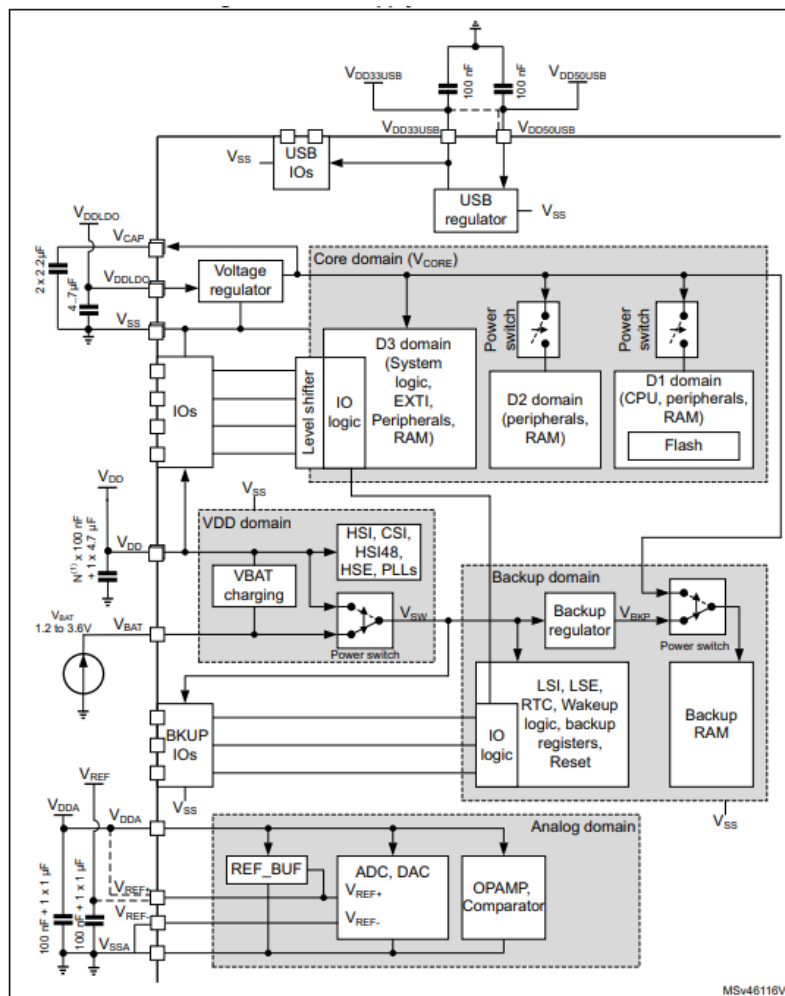 VDD33USB
100 nF
100 nF
VDD50USB
VDD33USB
VDD50USB
VSS
USB
IOs
USB
regulator
VSS
VDDLDO
VCAP
2 x 2.2µF
VDDLDO
4..7µF
VSS
Voltage
regulator
Core domain (VCORE)
Power
switch
Power
switch
D3 domain
(System
logic,
EXTI,
Peripherals,
RAM)
D2 domain
(peripherals,
RAM)
D1 domain
(CPU, peripherals,
RAM)
Flash
IOs
Level shifter
IO
logic
VDD
N(1) x 100 nF
+ 1 x 4.7 µF
VDD
VSS
VDD domain
HSI, CSI,
HSI48,
HSE, PLLs
VBAT
charging
VBAT
1.2 to 3.6V
VBAT
VSW
Power switch
Backup domain
Backup
regulator
VBKP
Power switch
BKUP
IOs
VSS
IO
logic
LSI, LSE,
RTC, Wakeup
logic, backup
registers,
Reset
Backup
RAM
VSS
VREF
VDDA
VDDA
Analog domain
REF_BUF
ADC, DAC
VREF+
VREF-
OPAMP,
Comparator
VREF+
VREF-
100 nF + 1 x 1 µF
100 nF + 1 x 1 µF
VSSA
MSv46116V